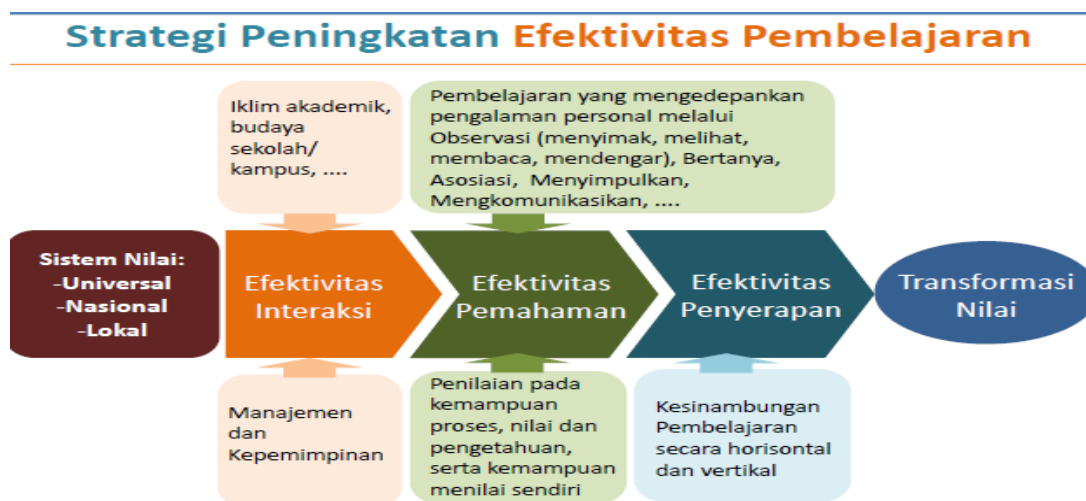 Strategi Peningkatan Efektivitas Pembelajaran
Iklim akademik,
budaya
sekolah/
kampus, ....
Pembelajaran yang mengedepankan
pengalaman personal melalui
Observasi (menyimak, melihat,
membaca, mendengar), Bertanya,
Asosiasi, Menyimpulkan,
Mengkomunikasikan, ....
Sistem Nilai:
-Universal
-Nasional
-Lokal
Efektivitas
Interaksi
Efektivitas
Pemahaman
Efektivitas
Penyerapan
Transformasi
Nilai
Manajemen
dan
Kepemimpinan
Penilaian pada
kemampuan
proses, nilai dan
pengetahuan,
serta kemampuan
menilai sendiri
Kesinambungan
Pembelajaran
secara horisontal
dan vertikal